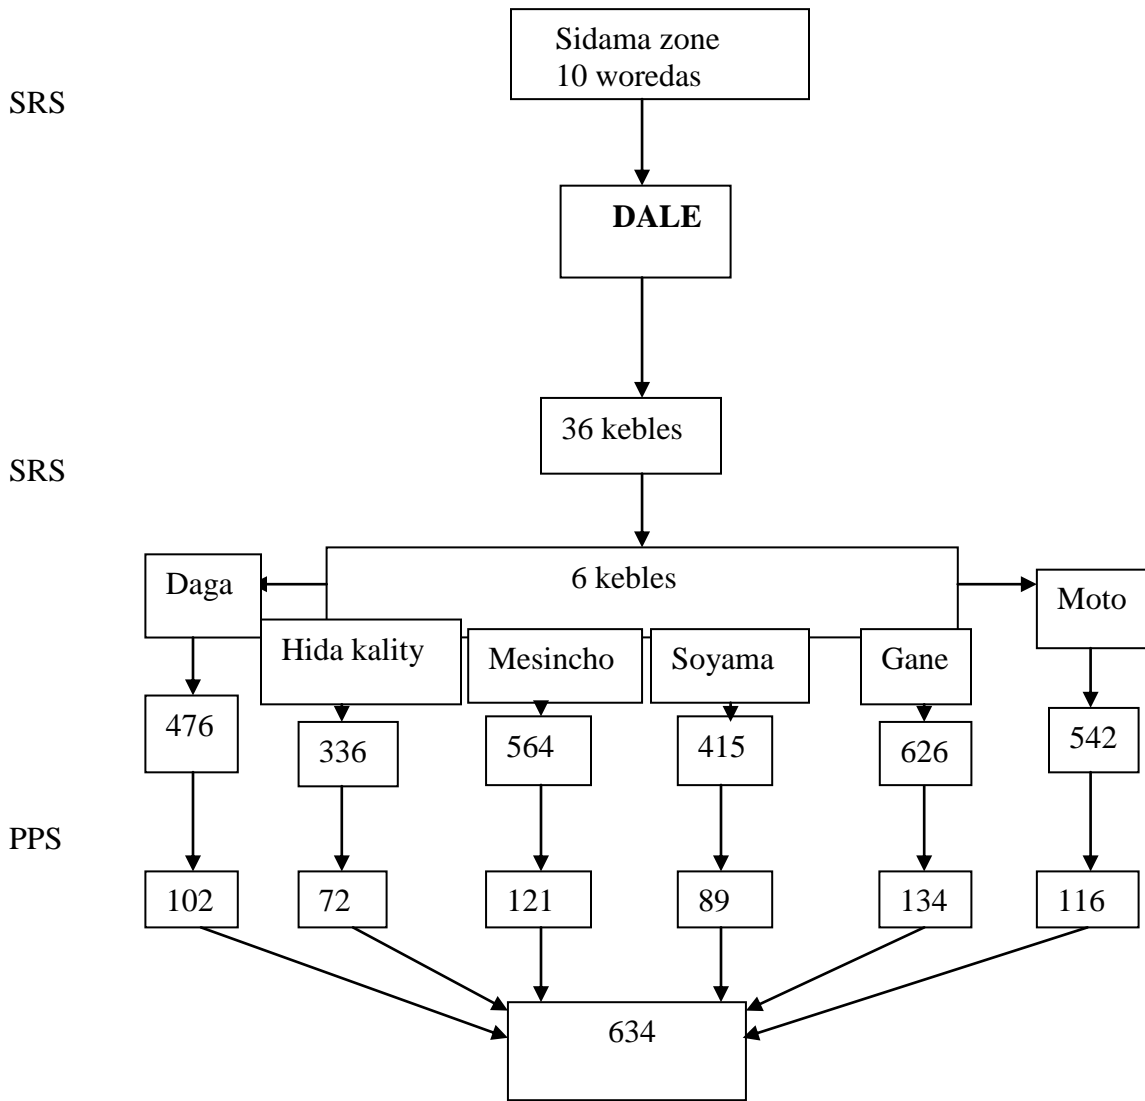 Sidama zone
10 woredas
SRS
DALE
36 kebles
SRS
6 kebles
Daga
Moto
Hida kality
Mesincho
Soyama
Gane
476
336
564
415
626
542
PPS
102
72
121
89
134
116
634